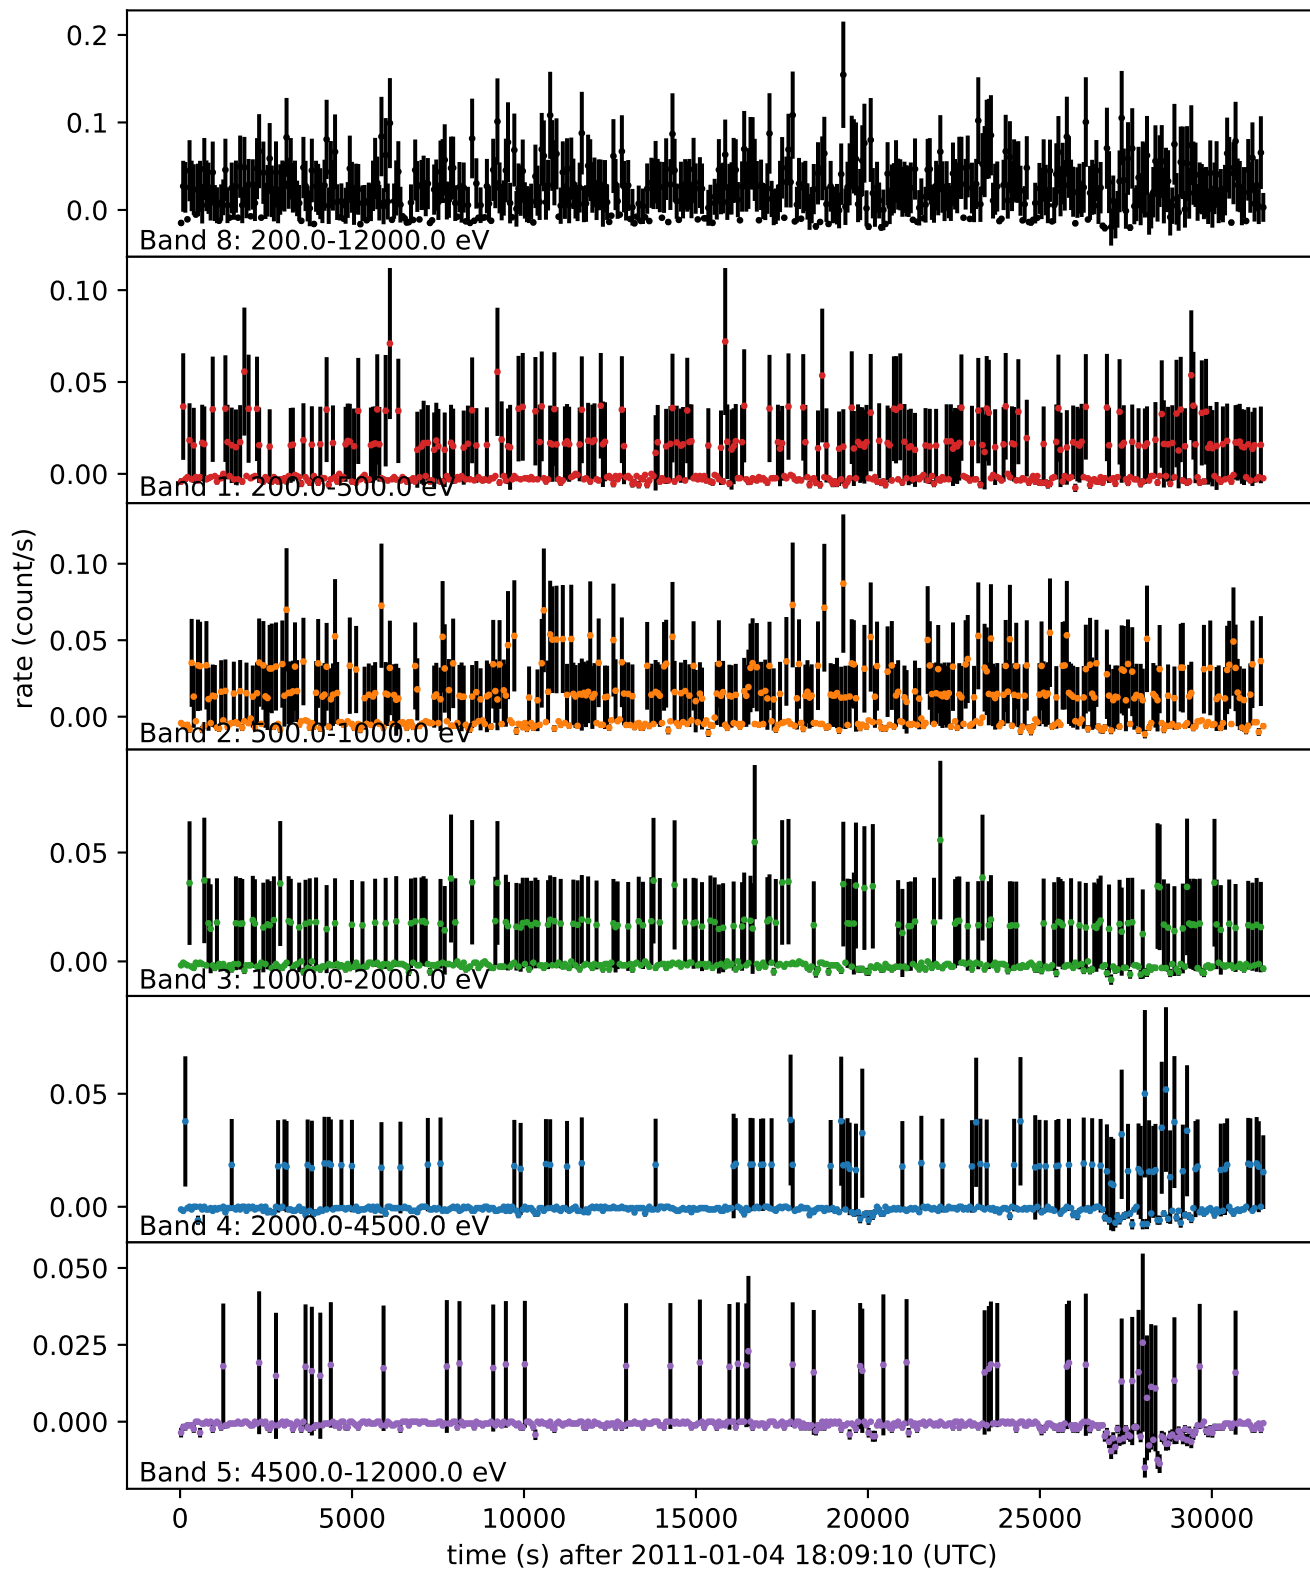 0.2
0.1
0.0
Band 8: 200.0-12000.0 eV
0.10
0.05
0.00
Band 1: 200.0-500.0 eV
rate (count/s)
0.10
0.05
0.00
Band 2: 500.0-1000.0 eV
0.05
0.00
Band 3: 1000.0-2000.0 eV
0.05
0.00
Band 4: 2000.0-4500.0 eV
0.050
0.025
0.000
Band 5: 4500.0-12000.0 eV
0 5000 10000 15000 20000 25000 30000
time (s) after 2011-01-04 18:09:10 (UTC)